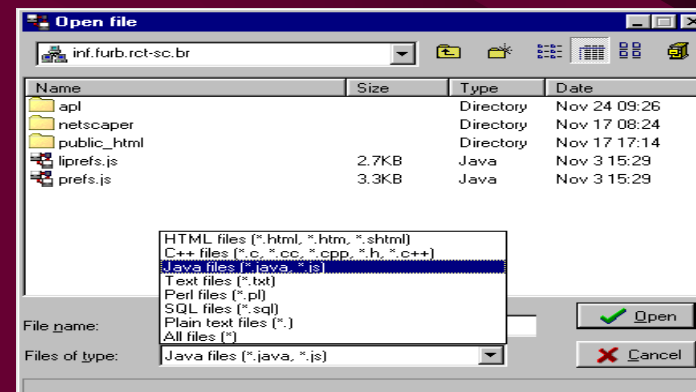 Open file
inf.furb.rct-sc.br
Name Size Type Date
apl Directory Nov 24 09:26
netscaper Directory Nov 17 08:24
public_html Directory Nov 17 17:14
liprefs.js 2.7KB Java Nov 3 15:29
prefs.js 3.3KB Java Nov 3 15:29
HTML files (*.html, *.htm, *.shtml)
C++ files (*.c, *.cc, *.cpp, *.h, *.c++)
Java files (*.java, *.js)
Text files (*.txt)
Perl files (*.pl)
SQL files (*.sql)
Plain text files (*.)
All files (*)
File name: Open
Files of type: Java files (*.java, *.js) Cancel